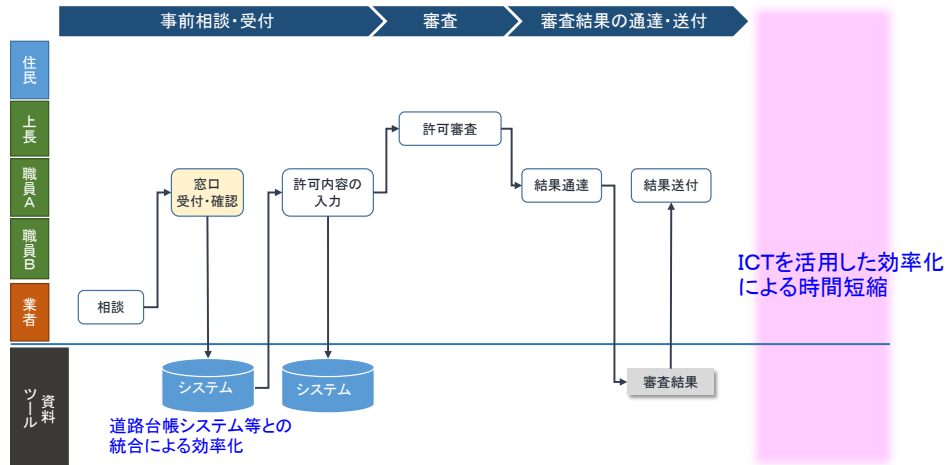 事前相談・受付
審査
審査結果の通達・送付
住民
上長
許可審査
職員A
窓口
受付・確認
許可内容の
入力
結果通達
結果送付
職員B
ICTを活用した効率化
による時間短縮
業者
相談
資料
ツール
システム
システム
審査結果
道路台帳システム等との
統合による効率化